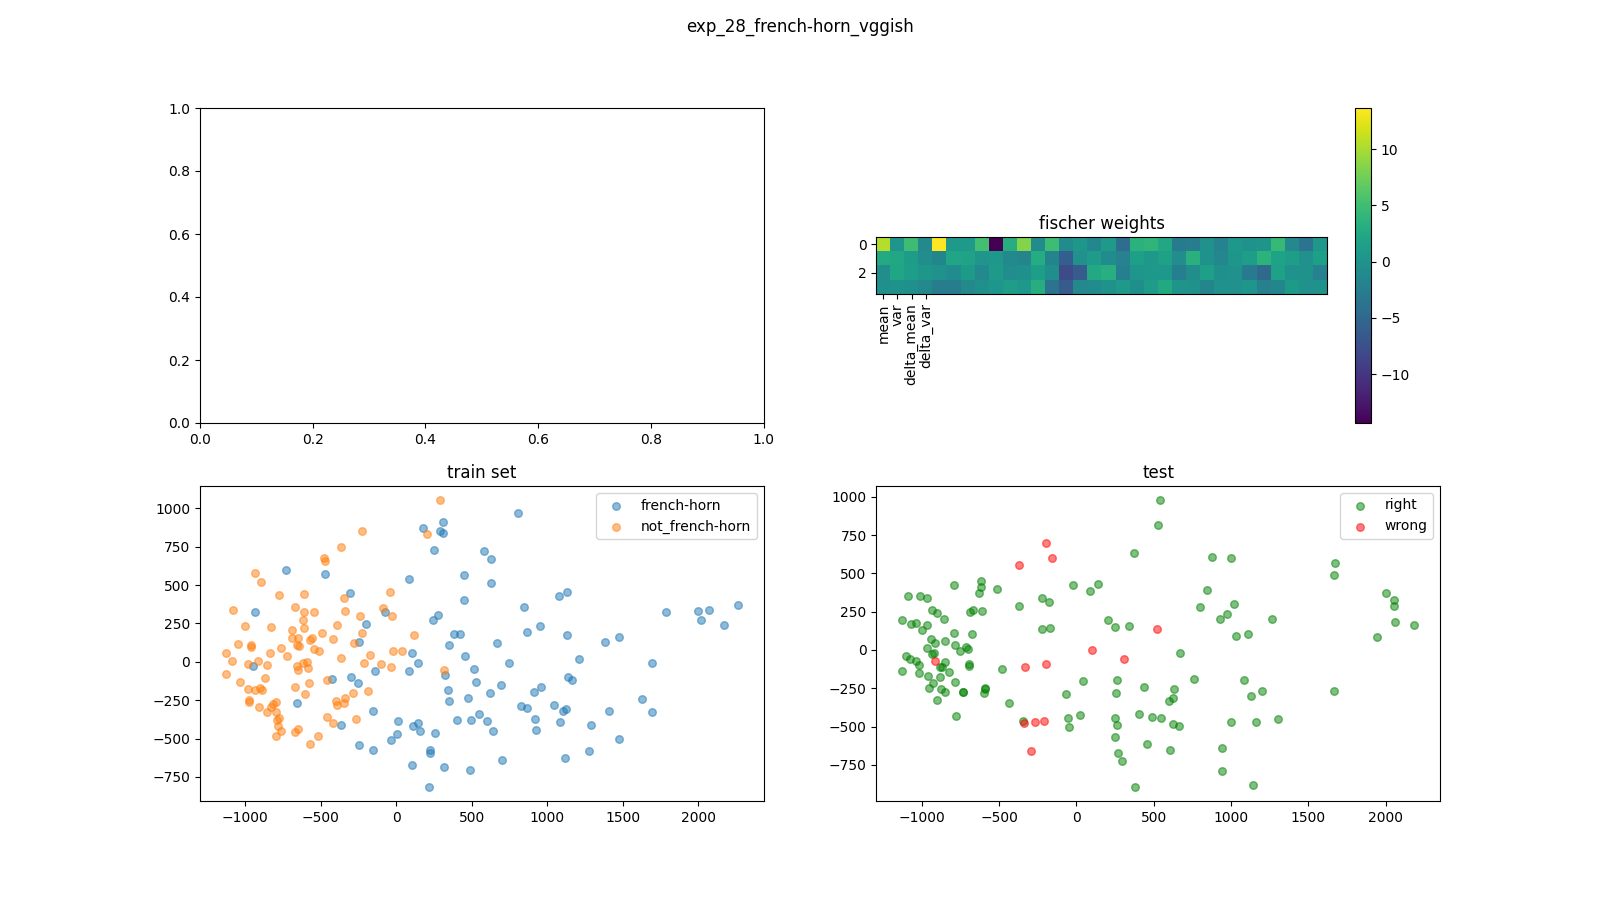 exp_28_french-horn_vggish
1.0
0.8
0.6
0.4
0.2
0.0
0.0 0.2 0.4 0.6 0.8 1.0
fischer weights
0
2
mean
var
delta_mean
delta_var
10
5
0
−5
−10
train set
french-horn
not_french-horn
1000
750
500
250
0
−250
−500
−750
−1000 −500 0 500 1000 1500 2000
test
right
wrong
1000
750
500
250
0
−250
−500
−750
−1000 −500 0 500 1000 1500 2000